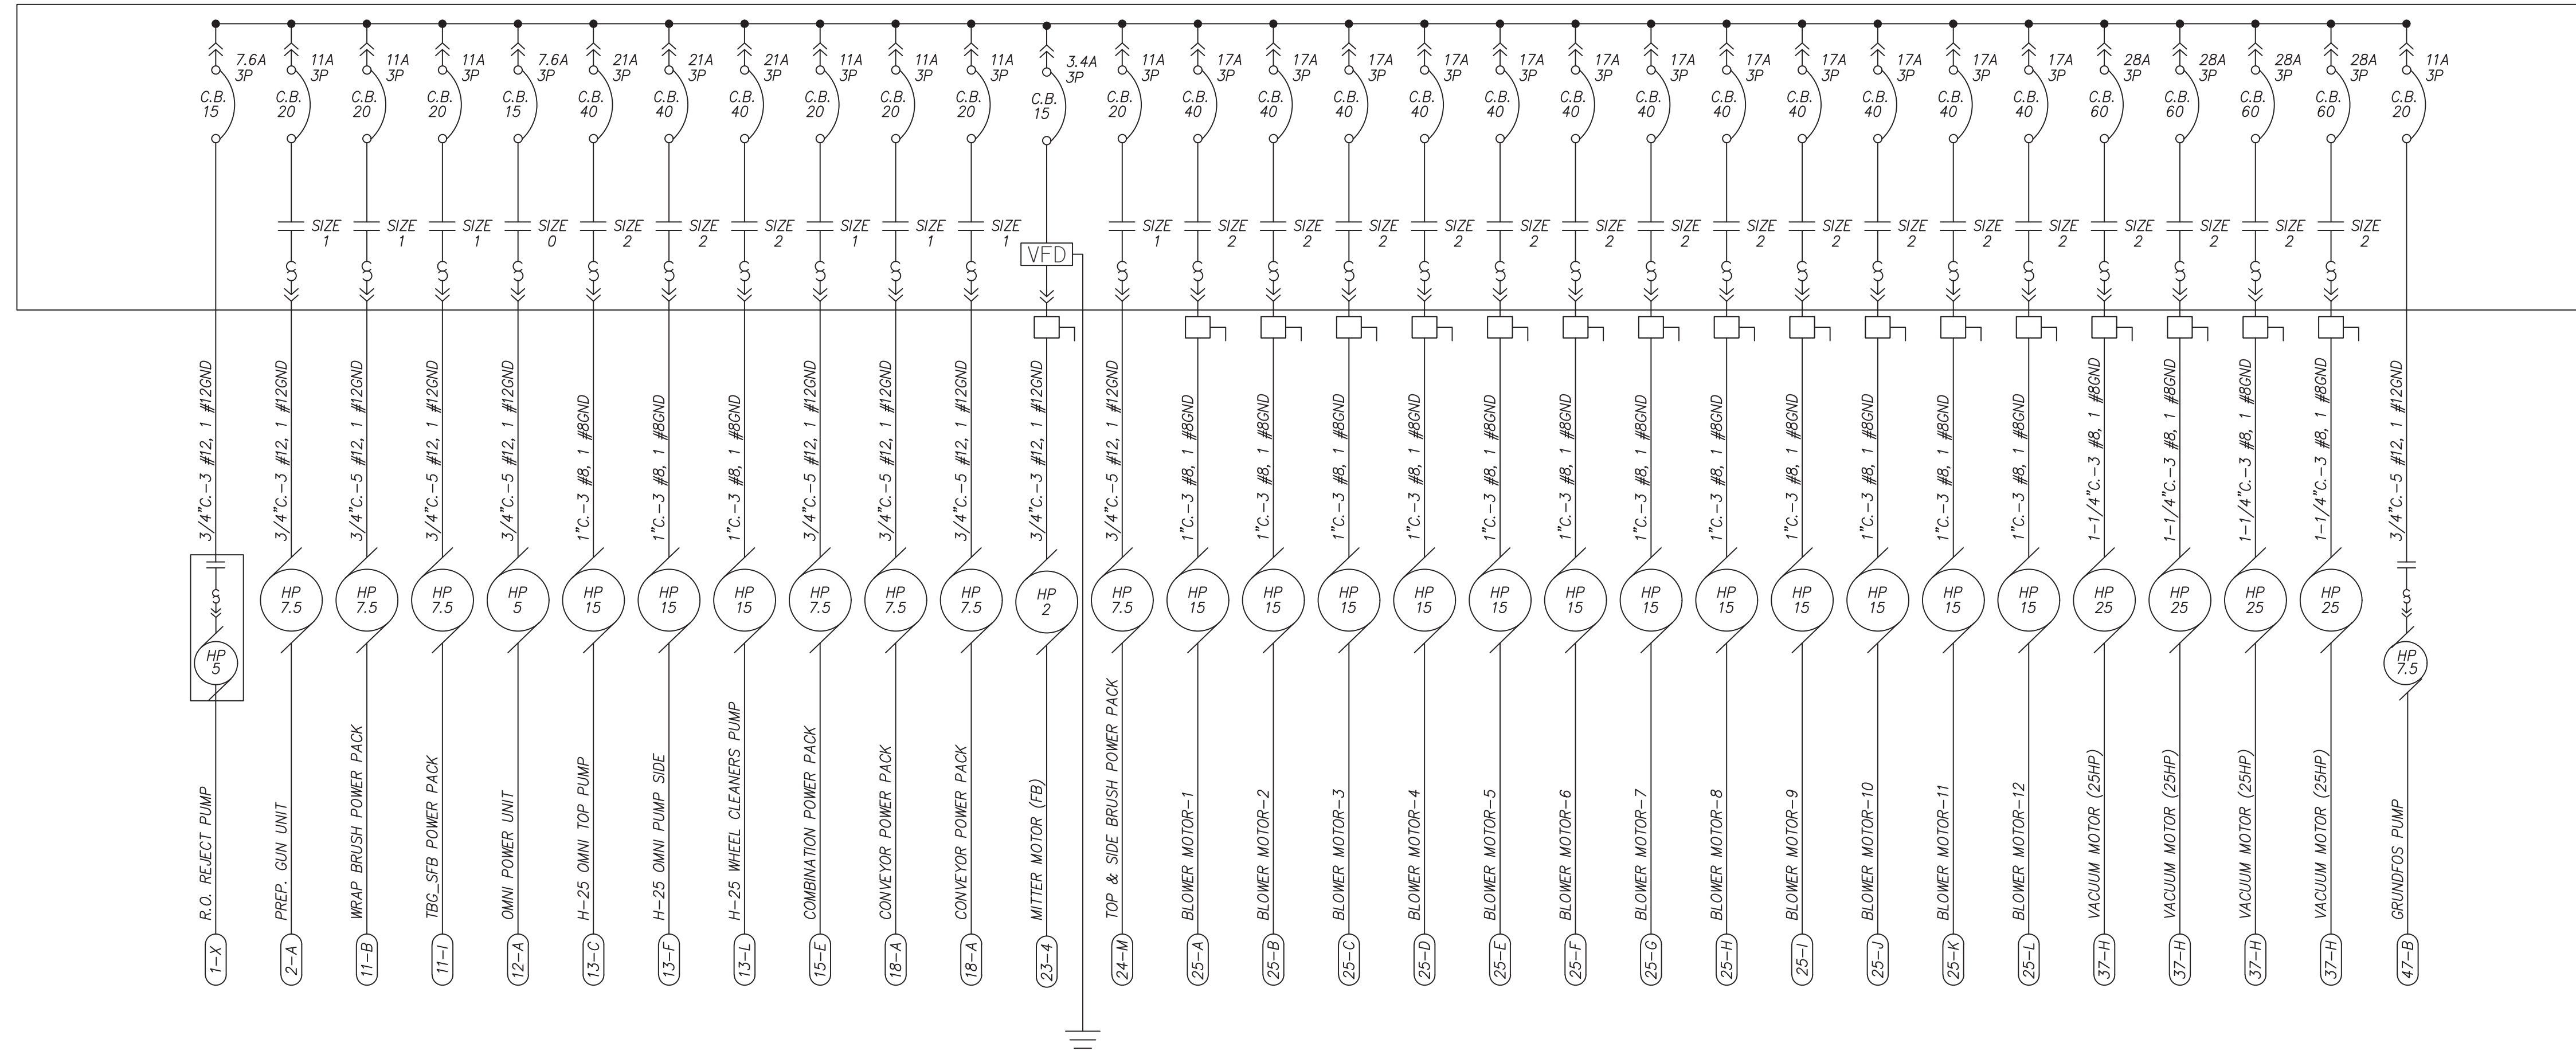 7.6A
3P
C.B.
15
3/4"C.-3 #12, 1 #12GND
HP
5
R.O. REJECT PUMP
1-X
11A
3P
C.B.
20
SIZE
1
3/4"C.-3 #12, 1 #12GND
HP
7.5
PREP. GUN UNIT
2-A
11A
3P
C.B.
20
SIZE
1
3/4"C.-5 #12, 1 #12GND
HP
7.5
WRAP BRUSH POWER PACK
11-B
11A
3P
C.B.
20
SIZE
1
3/4"C.-5 #12, 1 #12GND
HP
7.5
TBG_SFB POWER PACK
11-I
7.6A
3P
C.B.
15
SIZE
0
3/4"C.-5 #12, 1 #12GND
HP
5
OMNI POWER UNIT
12-A
21A
3P
C.B.
40
SIZE
2
1"C.-3 #8, 1 #8GND
HP
15
H-25 OMNI TOP PUMP
13-C
21A
3P
C.B.
40
SIZE
2
1"C.-3 #8, 1 #8GND
HP
15
H-25 OMNI PUMP SIDE
13-F
21A
3P
C.B.
40
SIZE
2
1"C.-3 #8, 1 #8GND
HP
15
H-25 WHEEL CLEANERS PUMP
13-L
11A
3P
C.B.
20
SIZE
1
3/4"C.-5 #12, 1 #12GND
HP
7.5
COMBINATION POWER PACK
15-E
11A
3P
C.B.
20
SIZE
1
3/4"C.-5 #12, 1 #12GND
HP
7.5
CONVEYOR POWER PACK
18-A
11A
3P
C.B.
20
SIZE
1
3/4"C.-5 #12, 1 #12GND
HP
7.5
CONVEYOR POWER PACK
18-A
3.4A
3P
C.B.
15
VFD
3/4"C.-3 #12, 1 #12GND
HP
2
MITTER MOTOR (FB)
23-4
11A
3P
C.B.
20
SIZE
1
3/4"C.-5 #12, 1 #12GND
HP
7.5
TOP & SIDE BRUSH POWER PACK
24-M
17A
3P
C.B.
40
SIZE
2
1"C.-3 #8, 1 #8GND
HP
15
BLOWER MOTOR-1
25-A
17A
3P
C.B.
40
SIZE
2
1"C.-3 #8, 1 #8GND
HP
15
BLOWER MOTOR-2
25-B
17A
3P
C.B.
40
SIZE
2
1"C.-3 #8, 1 #8GND
HP
15
BLOWER MOTOR-3
25-C
17A
3P
C.B.
40
SIZE
2
1"C.-3 #8, 1 #8GND
HP
15
BLOWER MOTOR-4
25-D
17A
3P
C.B.
40
SIZE
2
1"C.-3 #8, 1 #8GND
HP
15
BLOWER MOTOR-5
25-E
17A
3P
C.B.
40
SIZE
2
1"C.-3 #8, 1 #8GND
HP
15
BLOWER MOTOR-6
25-F
17A
3P
C.B.
40
SIZE
2
1"C.-3 #8, 1 #8GND
HP
15
BLOWER MOTOR-7
25-G
17A
3P
C.B.
40
SIZE
2
1"C.-3 #8, 1 #8GND
HP
15
BLOWER MOTOR-8
25-H
17A
3P
C.B.
40
SIZE
2
1"C.-3 #8, 1 #8GND
HP
15
BLOWER MOTOR-9
25-I
17A
3P
C.B.
40
SIZE
2
1"C.-3 #8, 1 #8GND
HP
15
BLOWER MOTOR-10
25-J
17A
3P
C.B.
40
SIZE
2
1"C.-3 #8, 1 #8GND
HP
15
BLOWER MOTOR-11
25-K
17A
3P
C.B.
40
SIZE
2
1"C.-3 #8, 1 #8GND
HP
15
BLOWER MOTOR-12
25-L
28A
3P
C.B.
60
SIZE
2
1-1/4"C.-3 #8, 1 #8GND
HP
25
VACUUM MOTOR (25HP)
37-H
28A
3P
C.B.
60
SIZE
2
1-1/4"C.-3 #8, 1 #8GND
HP
25
VACUUM MOTOR (25HP)
37-H
28A
3P
C.B.
60
SIZE
2
1-1/4"C.-3 #8, 1 #8GND
HP
25
VACUUM MOTOR (25HP)
37-H
28A
3P
C.B.
60
SIZE
2
1-1/4"C.-3 #8, 1 #8GND
HP
25
VACUUM MOTOR (25HP)
37-H
11A
3P
C.B.
20
3/4"C.-5 #12, 1 #12GND
HP
7.5
GRUNDFOS PUMP
47-B